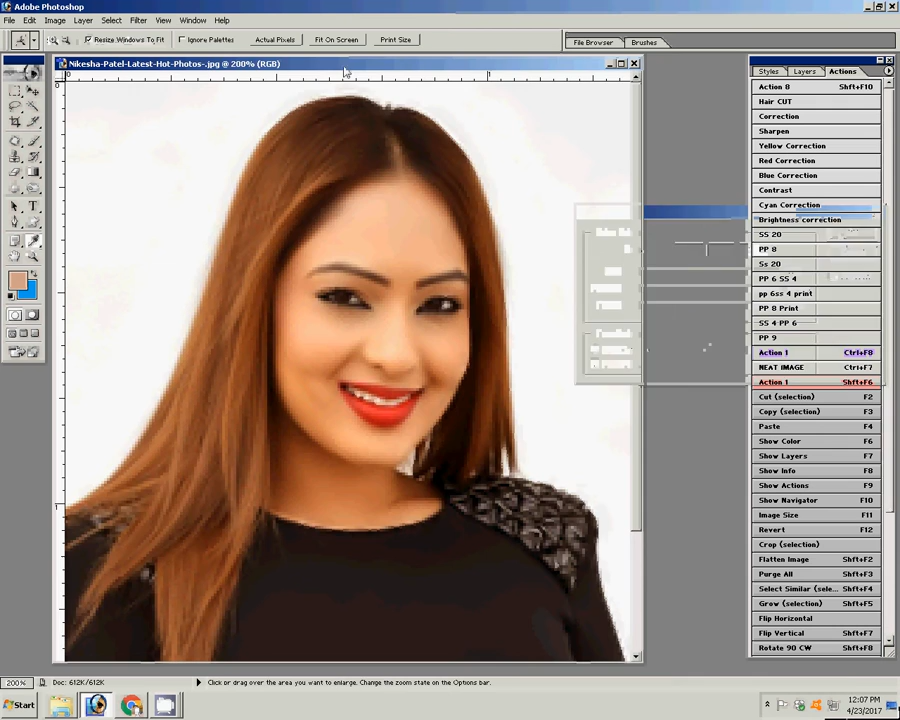 Adobe Photoshop
File Edit Image Layer Select Filter View Window Help
Resize Windows To Fit Ignore Palettes Actual Pixels Fit On Screen Print Size File Browser Brushes
Nikesha-Patel-Latest-Hot-Photos-.jpg @ 200% (RGB)
Styles Layers Actions
Action 8 Shft+F10
Hair CUT
Correction
Sharpen
Yellow Correction
Red Correction
Blue Correction
Contrast
Cyan Correction
Brightness correction
SS 20
PP 8
Ss 20
PP 6 SS 4
pp 6ss 4 print
PP 8 Print
SS 4 PP 6
PP 9
Action 1 Ctrl+F8
NEAT IMAGE Ctrl+F7
Action 1 Shft+F6
Cut (selection) F2
Copy (selection) F3
Paste F4
Show Color F6
Show Layers F7
Show Info F8
Show Actions F9
Show Navigator F10
Image Size F11
Revert F12
Crop (selection)
Flatten Image Shft+F2
Purge All Shft+F3
Select Similar (sele... Shft+F4
Grow (selection) Shft+F5
Flip Horizontal
Flip Vertical Shft+F7
Rotate 90 CW Shft+F8
200% Doc: 612K/612K Click or drag over the area you want to enlarge. Change the zoom state on the Options bar.
Start
12:07 PM
4/23/2017